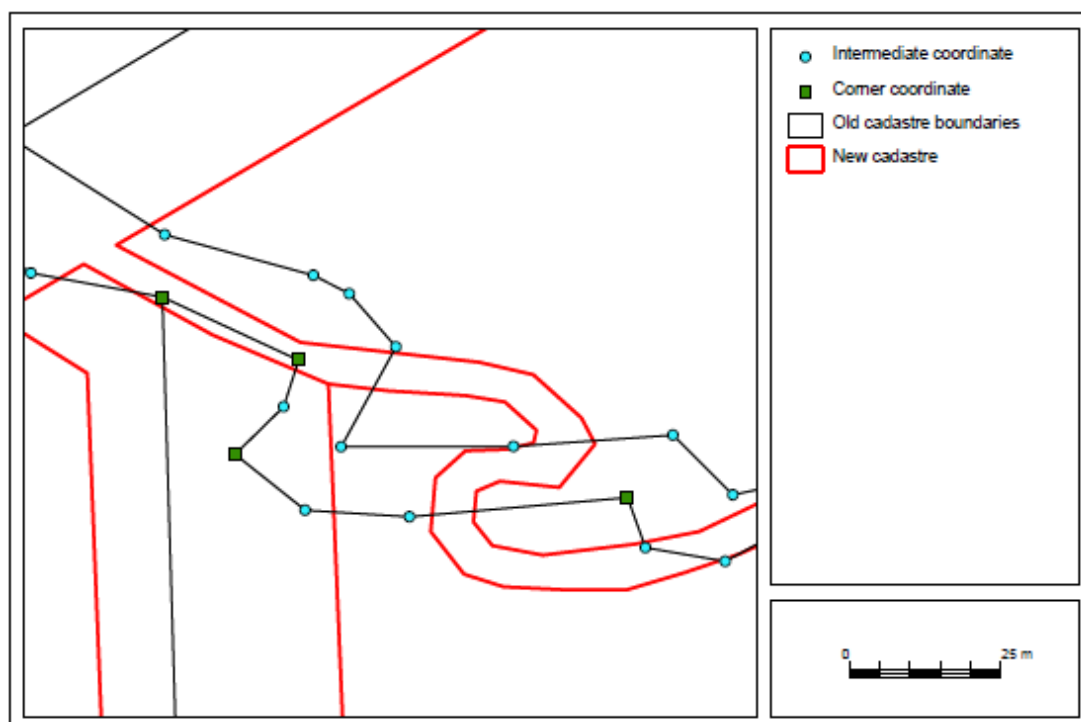 Intermediate coordinate
Corner coordinate
Old cadastre boundaries
New cadastre
0 25 m